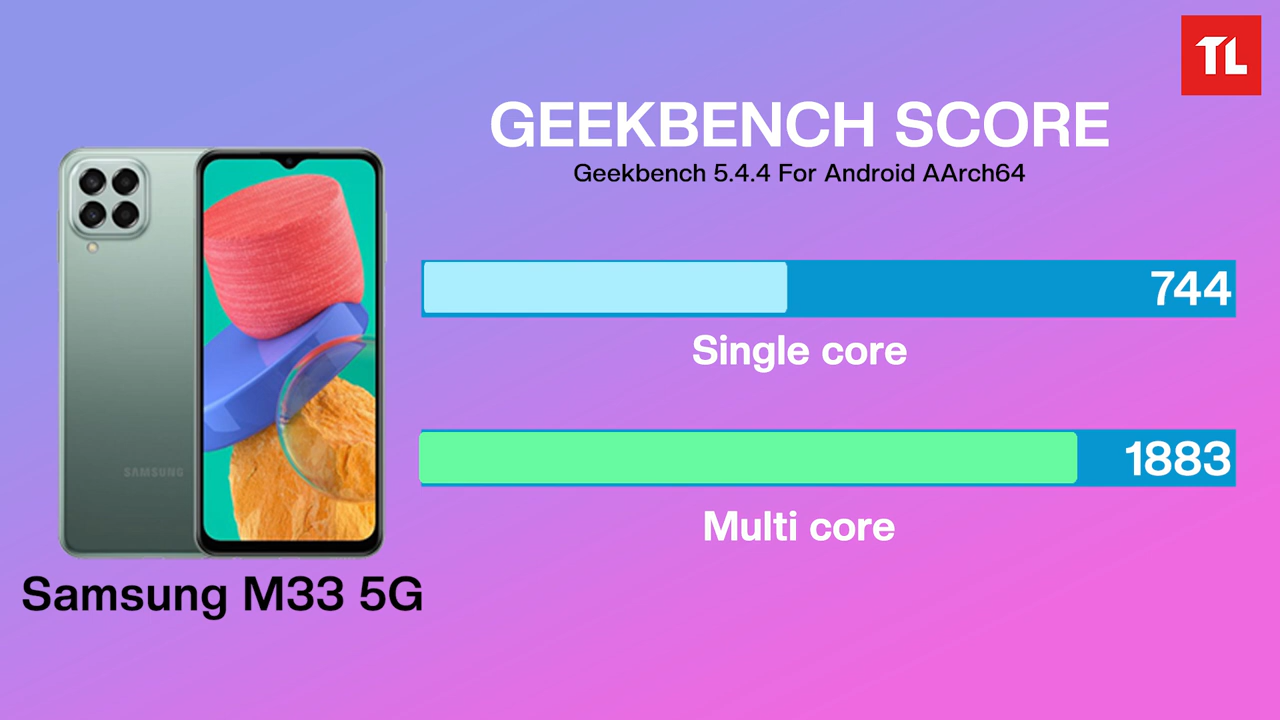 TL
GEEKBENCH SCORE
Geekbench 5.4.4 For Android AArch64
744
Single core
1883
Multi core
SAMSUNG
Samsung M33 5G